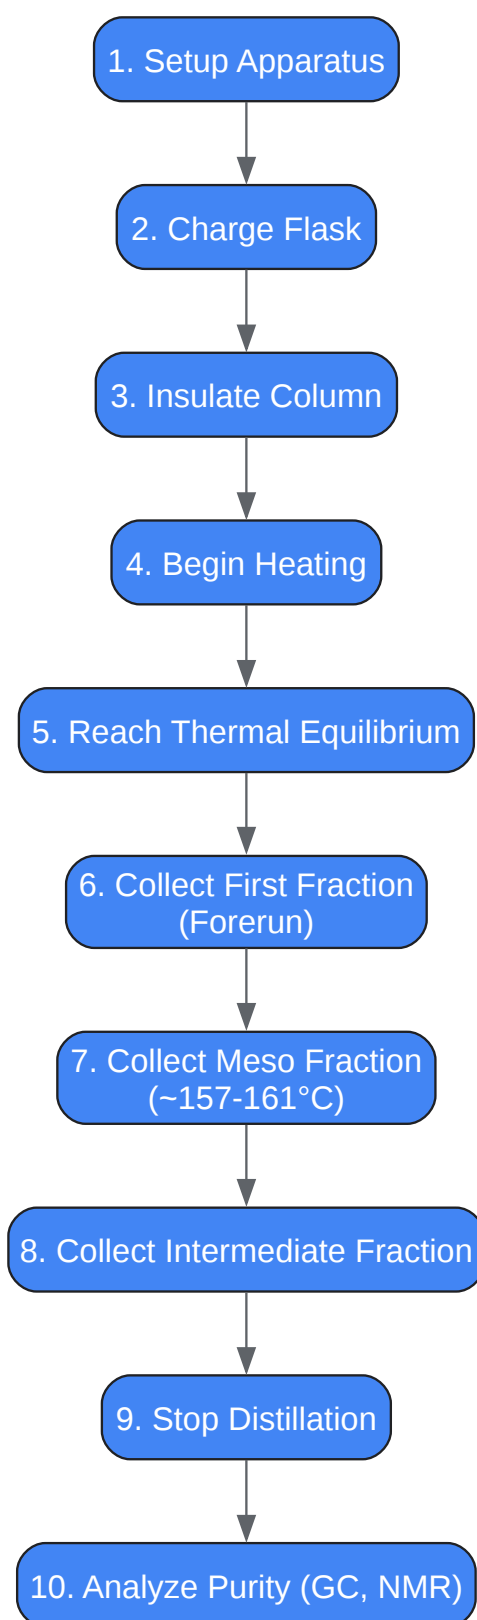 1. Setup Apparatus
2. Charge Flask
3. Insulate Column
4. Begin Heating
5. Reach Thermal Equilibrium
6. Collect First Fraction
(Forerun)
7. Collect Meso Fraction
(~157-161°C)
8. Collect Intermediate Fraction
9. Stop Distillation
10. Analyze Purity (GC, NMR)